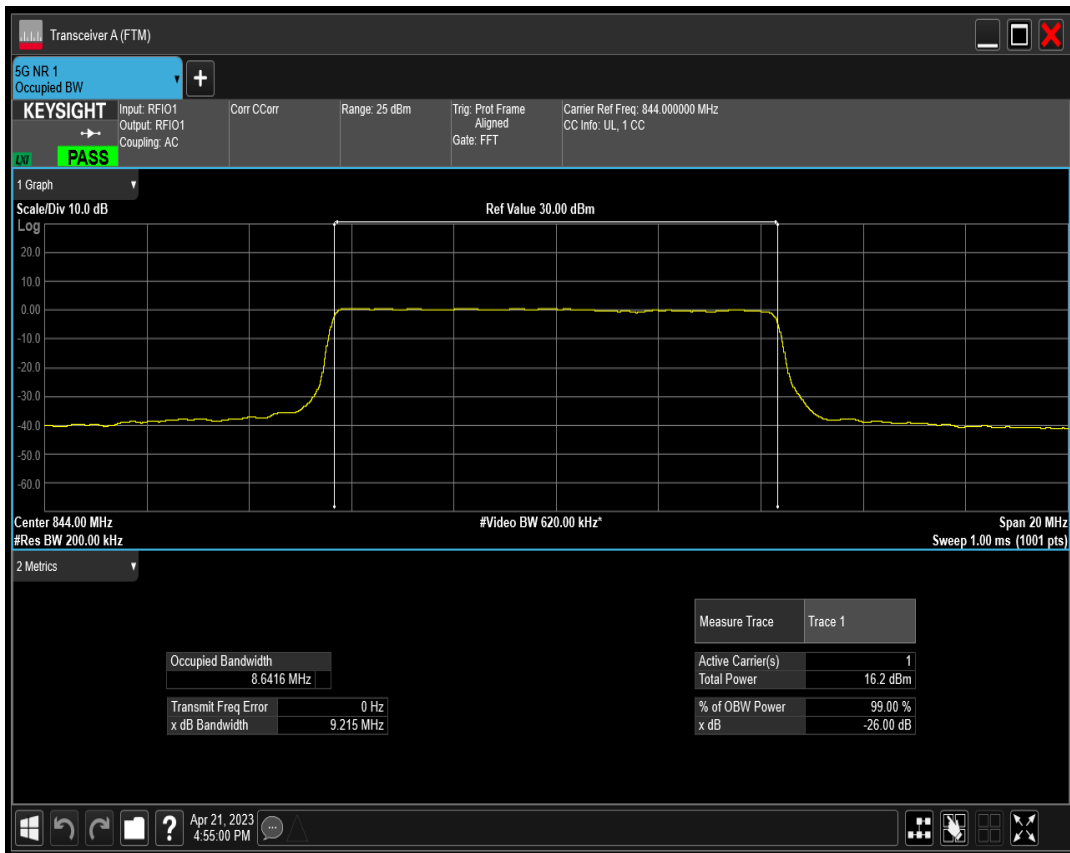 Transceiver A (FTM)
5G NR 1
Occupied BW
KEYSIGHT
LXI
PASS
Input: RFIO1
Output: RFIO1
Coupling: AC
Corr CCorr
Range: 25 dBm
Trig: Prot Frame
Aligned
Gate: FFT
Carrier Ref Freq: 844.000000 MHz
CC Info: UL, 1 CC
1 Graph
Scale/Div 10.0 dB
Ref Value 30.00 dBm
Log
20.0
10.0
0.00
-10.0
-20.0
-30.0
-40.0
-50.0
-60.0
Center 844.00 MHz
#Video BW 620.00 kHz*
Span 20 MHz
#Res BW 200.00 kHz
Sweep 1.00 ms (1001 pts)
2 Metrics
Measure Trace Trace 1
Occupied Bandwidth
8.6416 MHz
Active Carrier(s) 1
Total Power 16.2 dBm
Transmit Freq Error 0 Hz
x dB Bandwidth 9.215 MHz
% of OBW Power 99.00 %
x dB -26.00 dB
?
Apr 21, 2023
4:55:00 PM